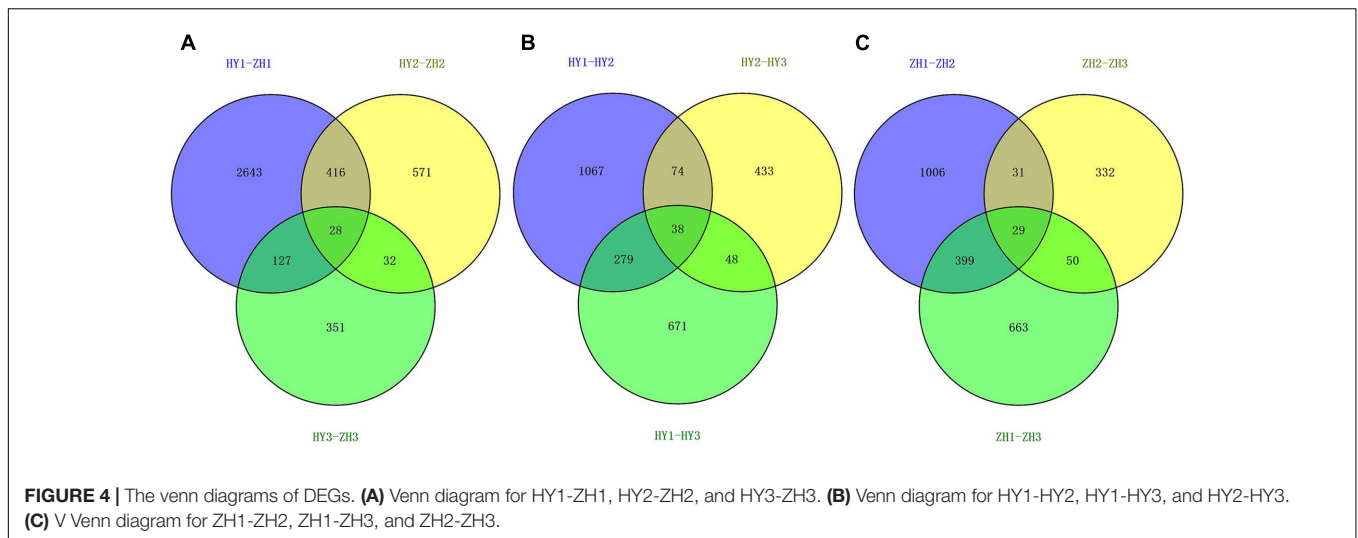 A
B
C
HY1-ZH1
HY2-ZH2
HY1-HY2
HY2-HY3
ZH1-ZH2
ZH2-ZH3
2643
416
571
28
127
32
351
1067
74
433
38
279
48
671
1006
31
332
29
399
50
663
HY3-ZH3
HY1-HY3
ZH1-ZH3
FIGURE 4 | The venn diagrams of DEGs. (A) Venn diagram for HY1-ZH1, HY2-ZH2, and HY3-ZH3. (B) Venn diagram for HY1-HY2, HY1-HY3, and HY2-HY3.
(C) V Venn diagram for ZH1-ZH2, ZH1-ZH3, and ZH2-ZH3.